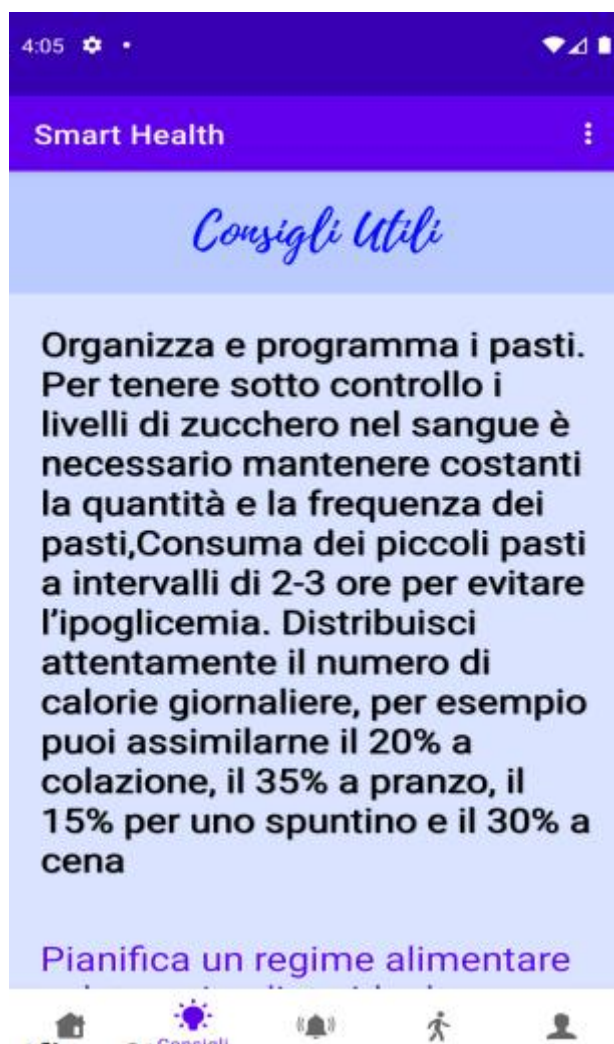 4:05
Smart Health
Consigli Utili
Organizza e programma i pasti.
Per tenere sotto controllo i
livelli di zucchero nel sangue è
necessario mantenere costanti
la quantità e la frequenza dei
pasti,Consuma dei piccoli pasti
a intervalli di 2-3 ore per evitare
l'ipoglicemia. Distribuisci
attentamente il numero di
calorie giornaliere, per esempio
puoi assimilarne il 20% a
colazione, il 35% a pranzo, il
15% per uno spuntino e il 30% a
cena
Pianifica un regime alimentare
Consigli